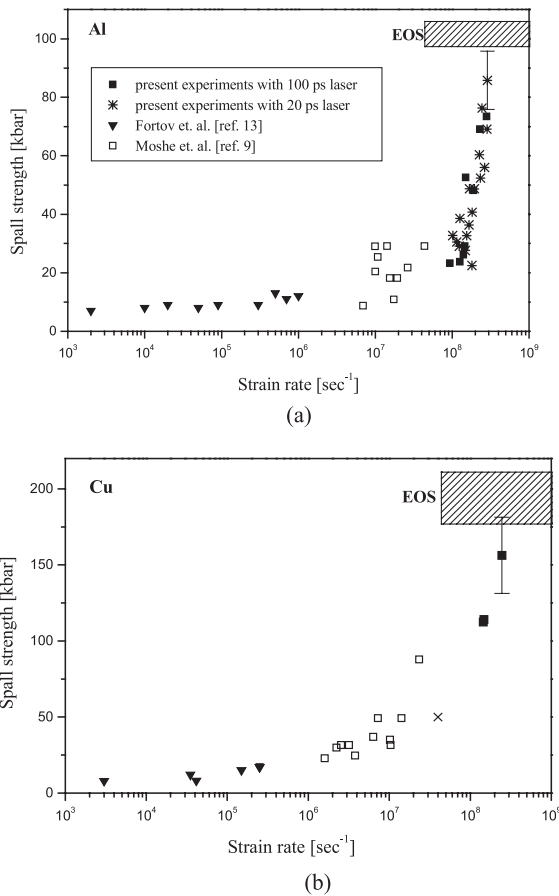 Al
EOS
100
80
60
40
20
0
present experiments with 100 ps laser
present experiments with 20 ps laser
Fortov et. al. [ref. 13]
Moshe et. al. [ref. 9]
Spall strength [kbar]
10³ 10⁴ 10⁵ 10⁶ 10⁷ 10⁸ 10⁹
Strain rate [sec⁻¹]
(a)
Cu
EOS
200
150
100
50
0
Spall strength [kbar]
10³ 10⁴ 10⁵ 10⁶ 10⁷ 10⁸ 10⁹
Strain rate [sec⁻¹]
(b)